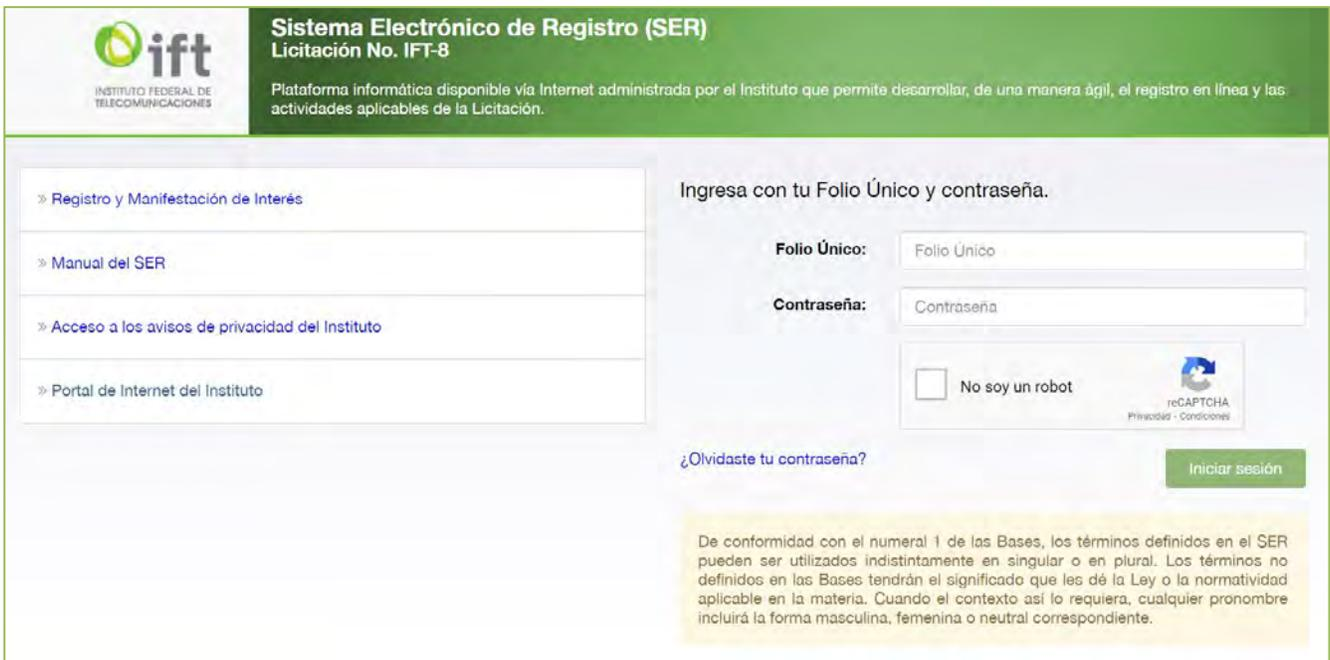 ift
INSTITUTO FEDERAL DE
TELECOMUNICACIONES
Sistema Electrónico de Registro (SER)
Licitación No. IFT-8
Plataforma informática disponible vía Internet administrada por el Instituto que permite desarrollar, de una manera ágil, el registro en línea y las
actividades aplicables de la Licitación.
» Registro y Manifestación de Interés
» Manual del SER
» Acceso a los avisos de privacidad del Instituto
» Portal de Internet del Instituto
Ingresa con tu Folio Único y contraseña.
Folio Único: Folio Único
Contraseña: Contraseña
No soy un robot
reCAPTCHA
Privacidad - Condiciones
¿Olvidaste tu contraseña?
Iniciar sesión
De conformidad con el numeral 1 de las Bases, los términos definidos en el SER
pueden ser utilizados indistintamente en singular o en plural. Los términos no
definidos en las Bases tendrán el significado que les dé la Ley o la normatividad
aplicable en la materia. Cuando el contexto así lo requiera, cualquier pronombre
incluirá la forma masculina, femenina o neutral correspondiente.